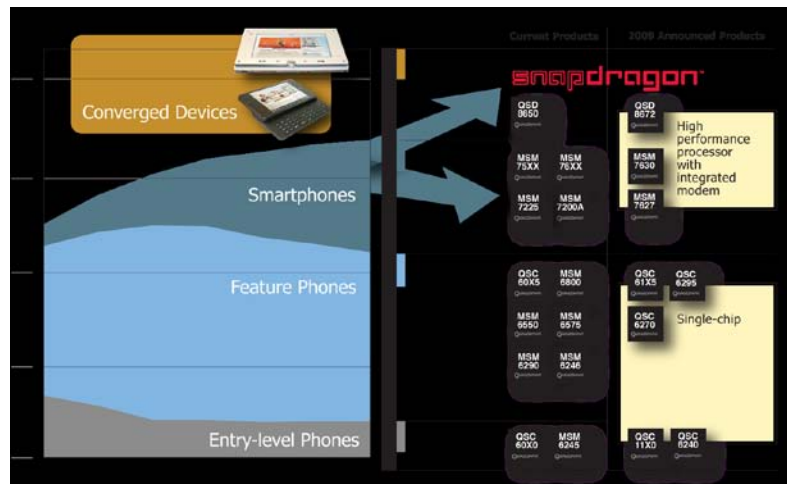 Current Products
2009 Announced Products
snapdragon
Converged Devices
Smartphones
Feature Phones
Entry-level Phones
QSD
8650
MSM
75XX
MSM
76XX
MSM
7225
MSM
7200A
QSD
8672
MSM
7630
MSM
7627
High
performance
processor
with
integrated
modem
QSC
60X5
MSM
6800
MSM
6550
MSM
6575
MSM
6290
MSM
6246
QSC
61X5
QSC
6295
QSC
6270
Single-chip
QSC
60X0
MSM
6245
QSC
11X0
QSC
6240